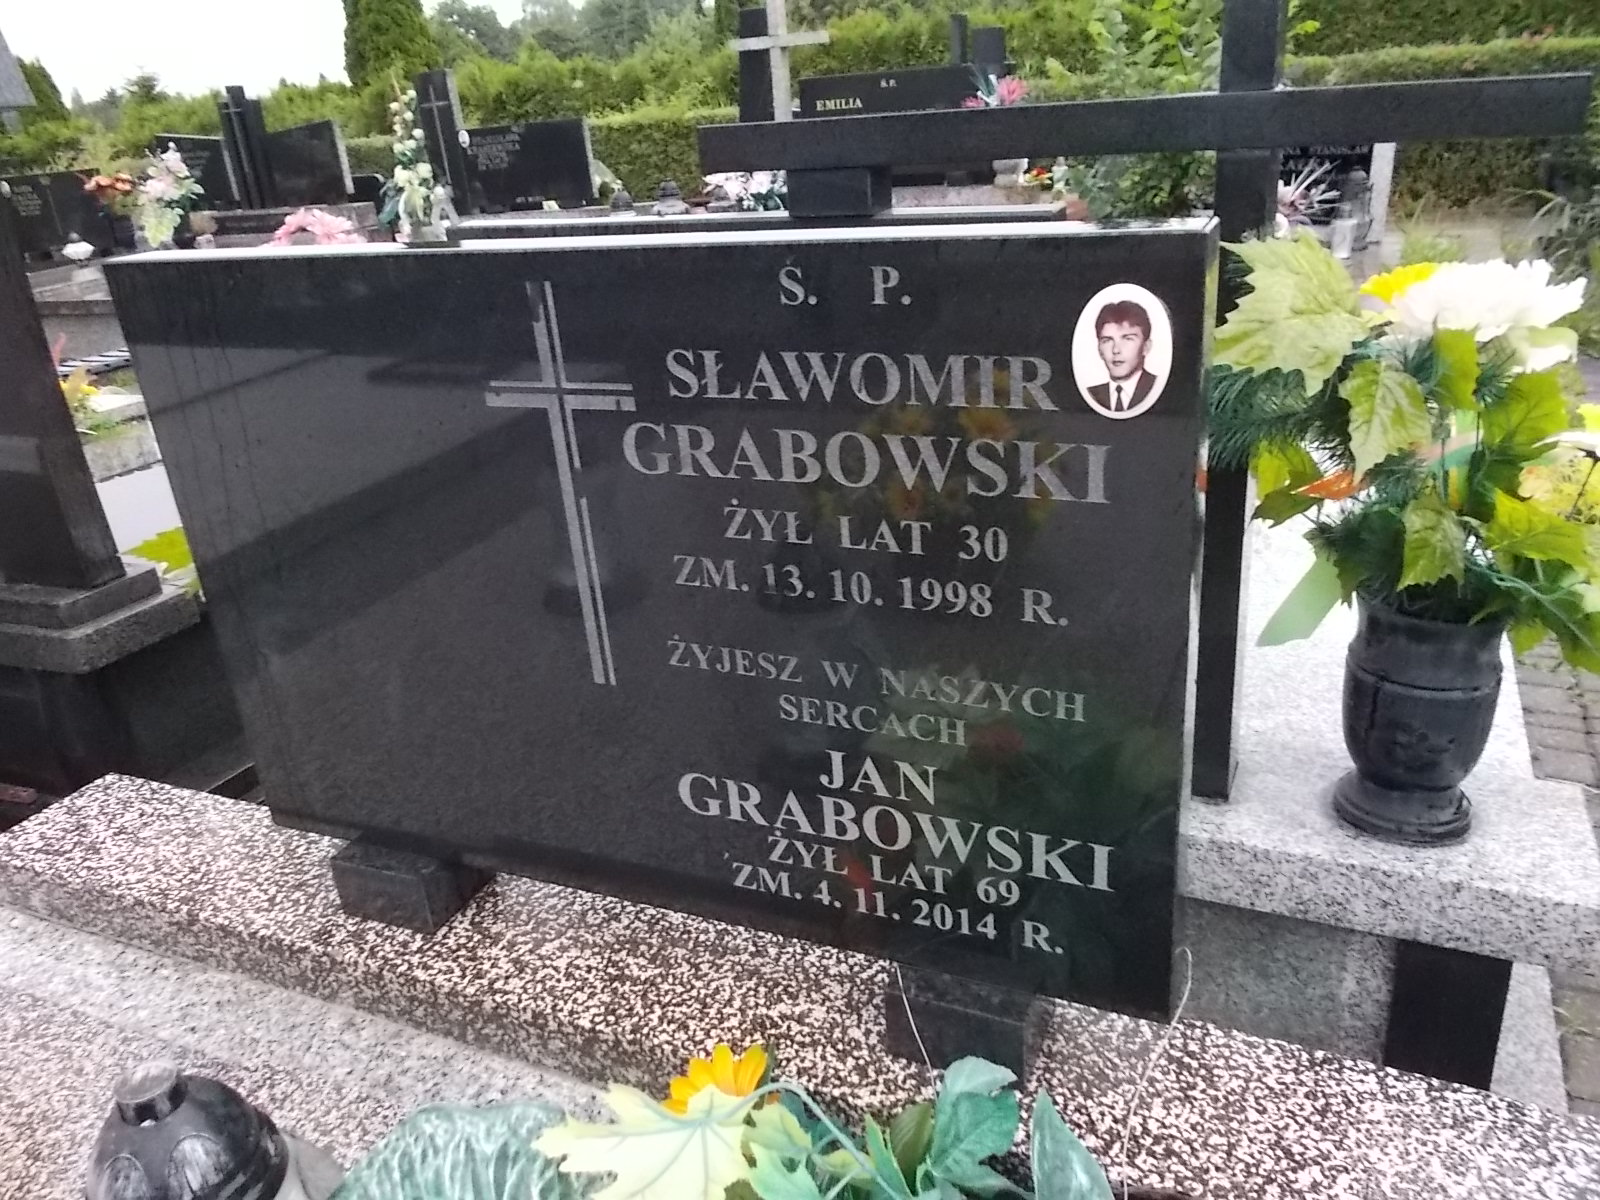 Ś. P.
EMILIA
Ś. P.
SŁAWOMIR
GRABOWSKI
ŻYŁ LAT 30
ZM. 13. 10. 1998 R.
ŻYJESZ W NASZYCH
SERCACH
JAN
GRABOWSKI
ŻYŁ LAT 69
ZM. 4. 11. 2014 R.
STANISŁAW